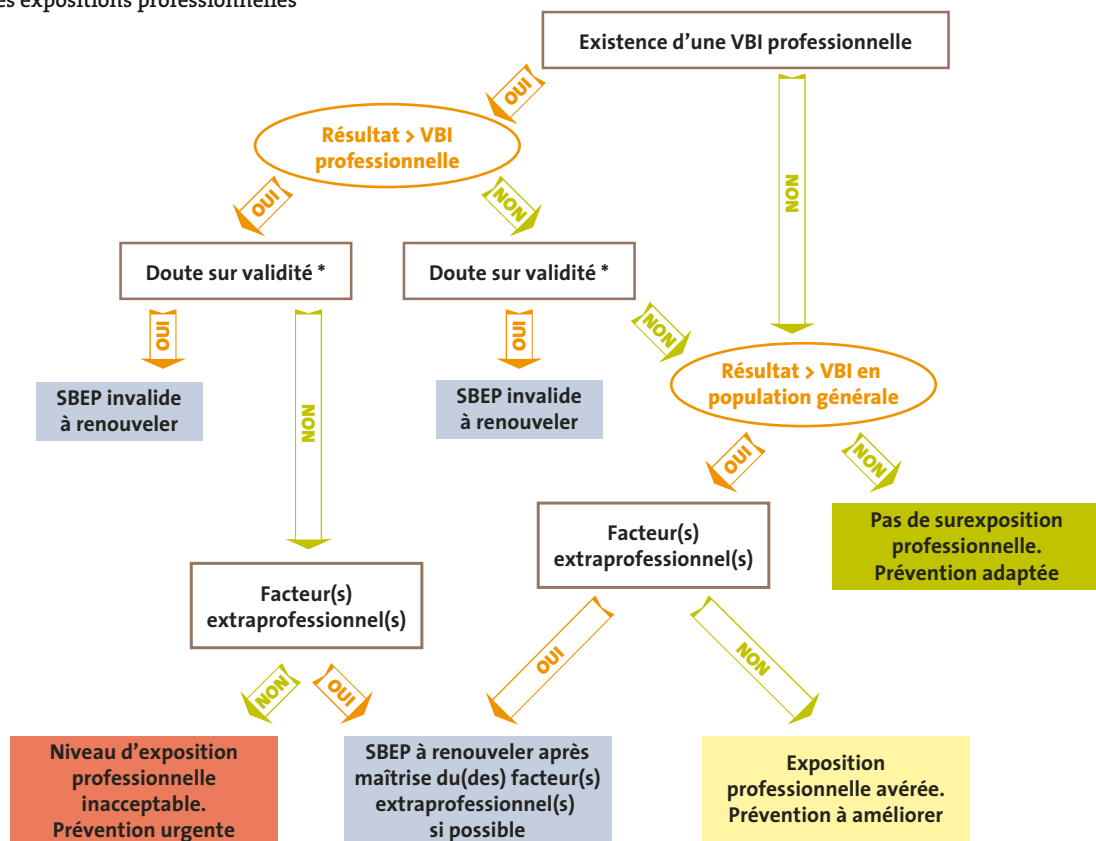 es expositions professionnelles
Existence d'une VBI professionnelle
OUI
NON
Résultat > VBI
professionnelle
OUI
NON
Doute sur validité *
Doute sur validité *
OUI
NON
OUI
NON
SBEP invalide
à renouveler
SBEP invalide
à renouveler
Résultat > VBI en
population générale
OUI
NON
Facteur(s)
extraprofessionnel(s)
Pas de surexposition
professionnelle.
Prévention adaptée
Facteur(s)
extraprofessionnel(s)
NON
OUI
OUI
NON
Niveau d'exposition
professionnelle
inacceptable.
Prévention urgente
SBEP à renouveler après
maîtrise du(des) facteur(s)
extraprofessionnel(s)
si possible
Exposition
professionnelle avérée.
Prévention à améliorer